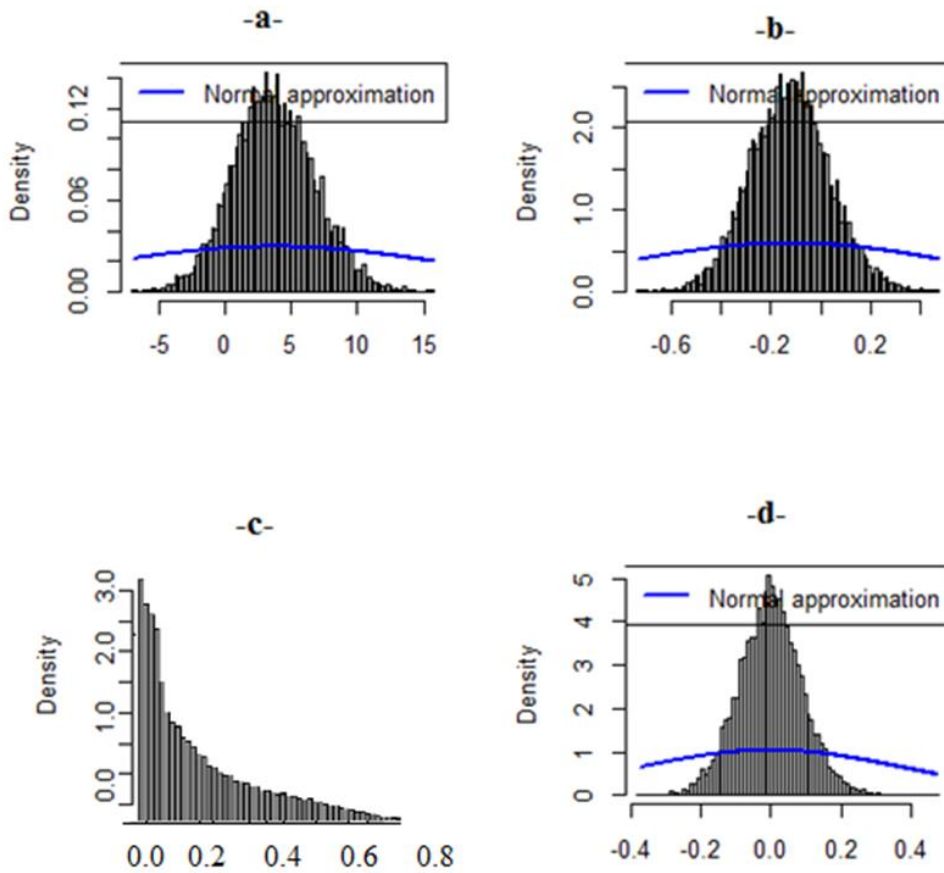 -a-
Normal approximation
Density
0.00 0.06 0.12
-5 0 5 10 15
-b-
Normal approximation
Density
0.0 1.0 2.0
-0.6 -0.2 0.2
-c-
Density
0.0 1.0 2.0 3.0
0.0 0.2 0.4 0.6 0.8
-d-
Normal approximation
Density
0 1 2 3 4 5
-0.4 -0.2 0.0 0.2 0.4